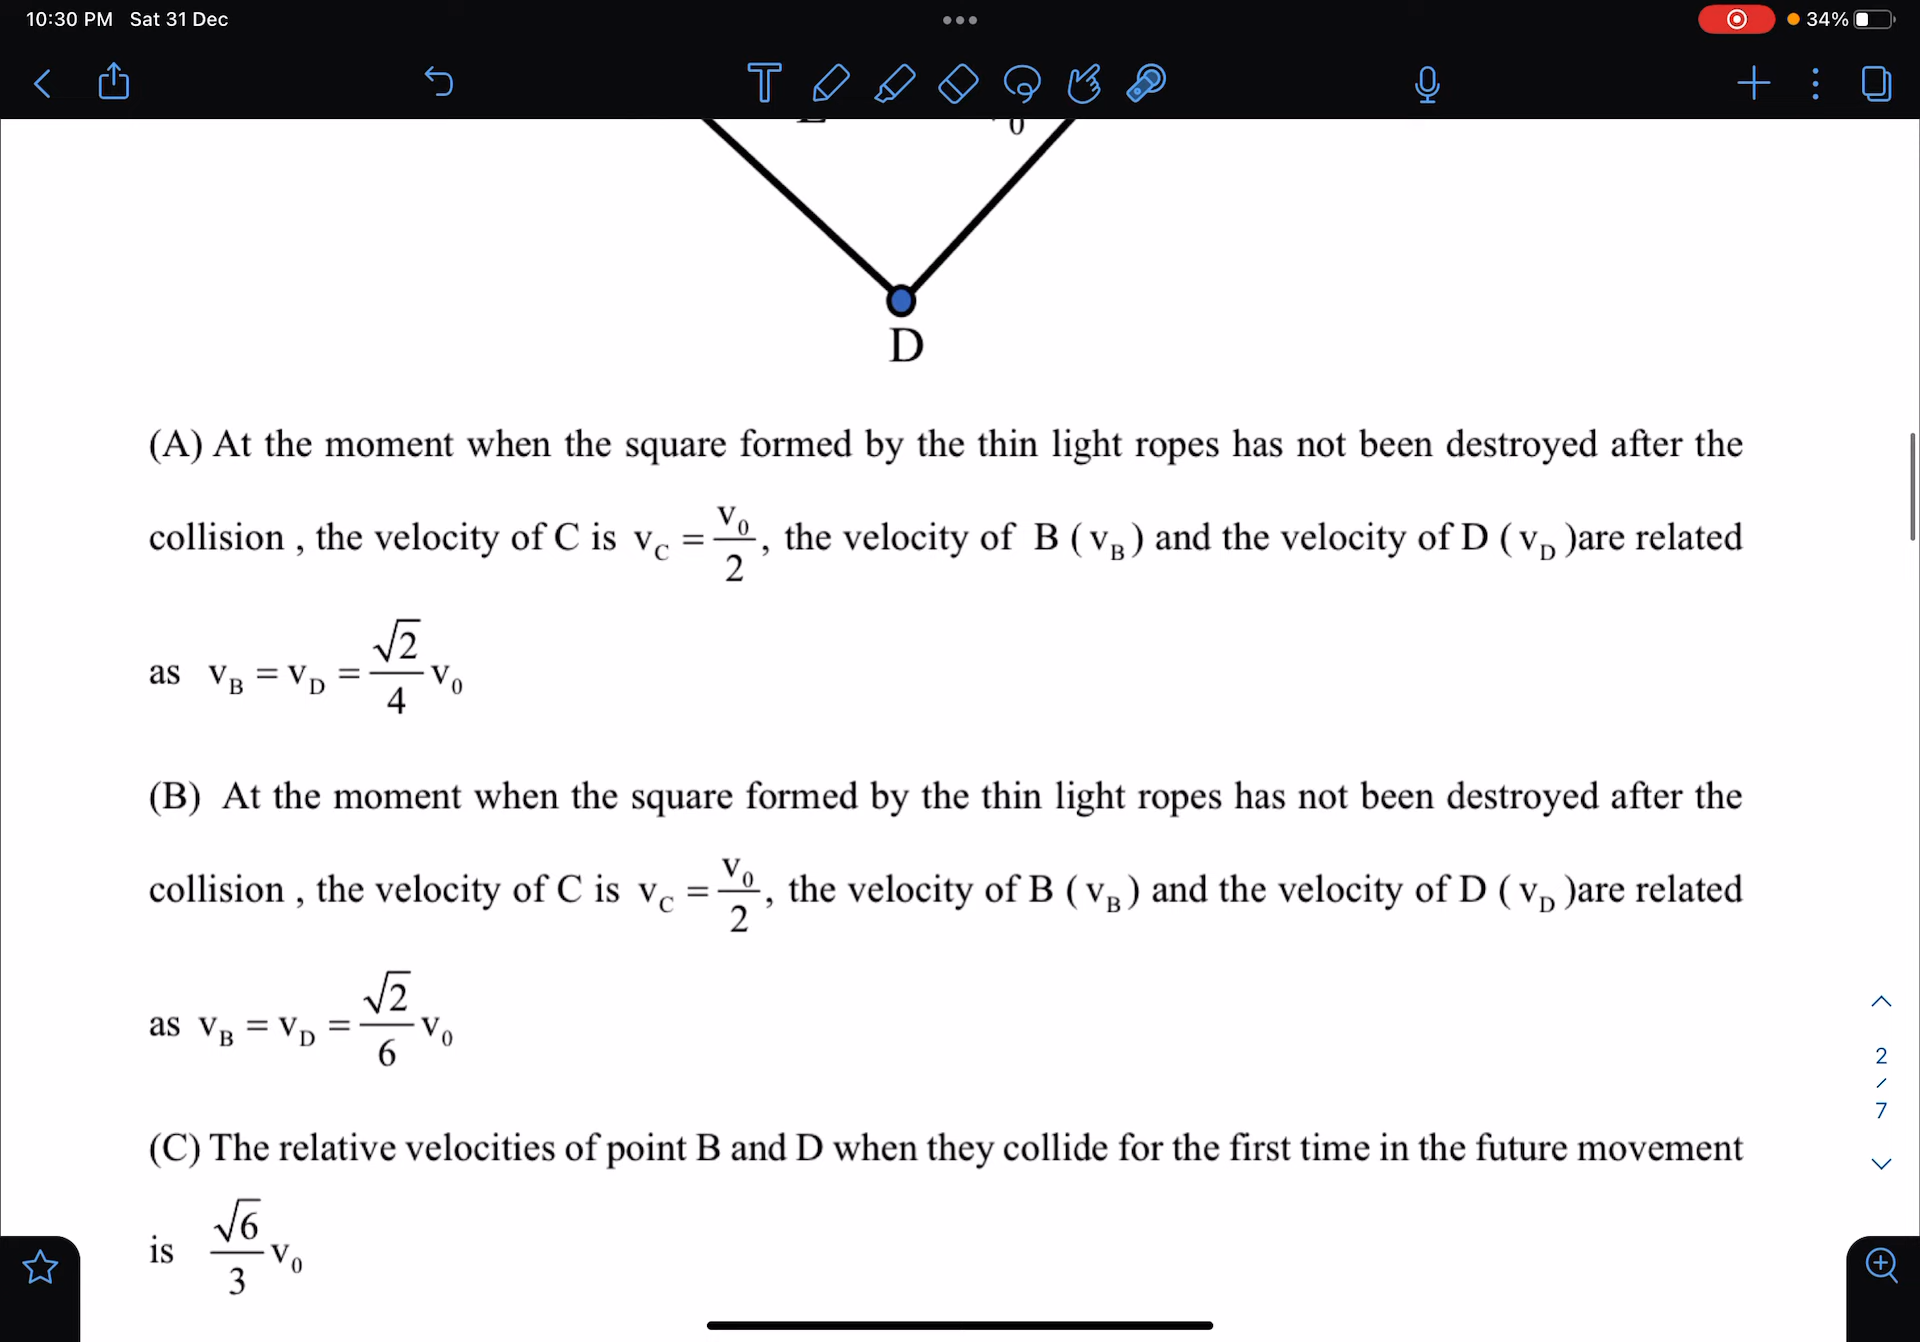 10:30 PM Sat 31 Dec
34%
0
D
(A) At the moment when the square formed by the thin light ropes has not been destroyed after the
collision , the velocity of C is v_C = v_0/2, the velocity of B ( v_B ) and the velocity of D ( v_D )are related
as v_B = v_D = √2/4 v_0
(B) At the moment when the square formed by the thin light ropes has not been destroyed after the
collision , the velocity of C is v_C = v_0/2, the velocity of B ( v_B ) and the velocity of D ( v_D )are related
as v_B = v_D = √2/6 v_0
(C) The relative velocities of point B and D when they collide for the first time in the future movement
is √6/3 v_0
2
/
7